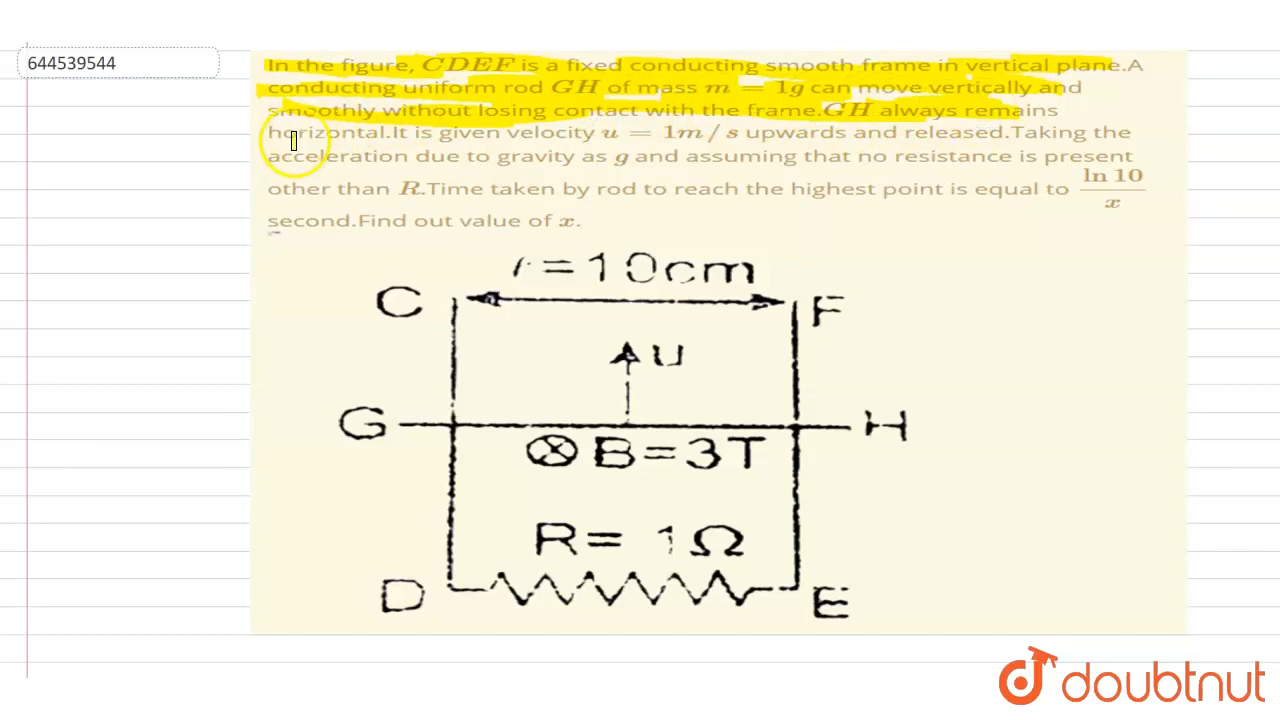 644539544
In the figure, CDEF is a fixed conducting smooth frame in vertical plane.A
conducting uniform rod GH of mass m = 1g can move vertically and
smoothly without losing contact with the frame.GH always remains
horizontal.It is given velocity u = 1m/s upwards and released.Taking the
acceleration due to gravity as g and assuming that no resistance is present
other than R.Time taken by rod to reach the highest point is equal to ln 10/x
second.Find out value of x.
l = 10cm
C F
u
G H
⊗ B = 3T
R = 1Ω
D E
doubtnut